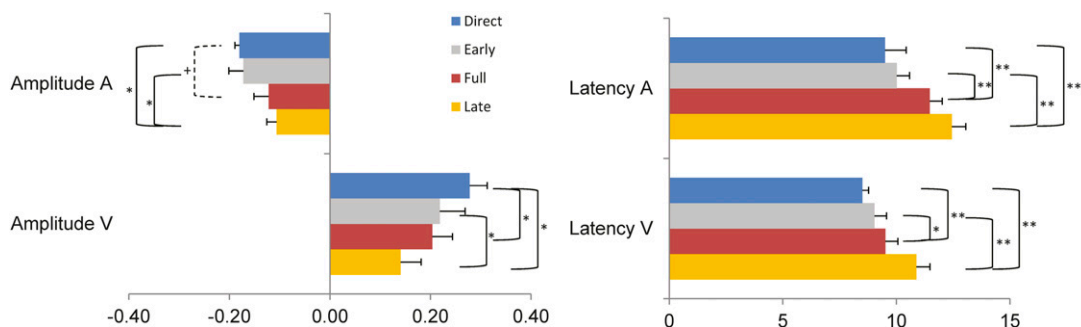 Direct
Early
Full
Late
Amplitude A
+
*
*
Amplitude V
*
*
*
-0.40
-0.20
0.00
0.20
0.40
Latency A
**
**
**
**
Latency V
**
*
**
**
0
5
10
15